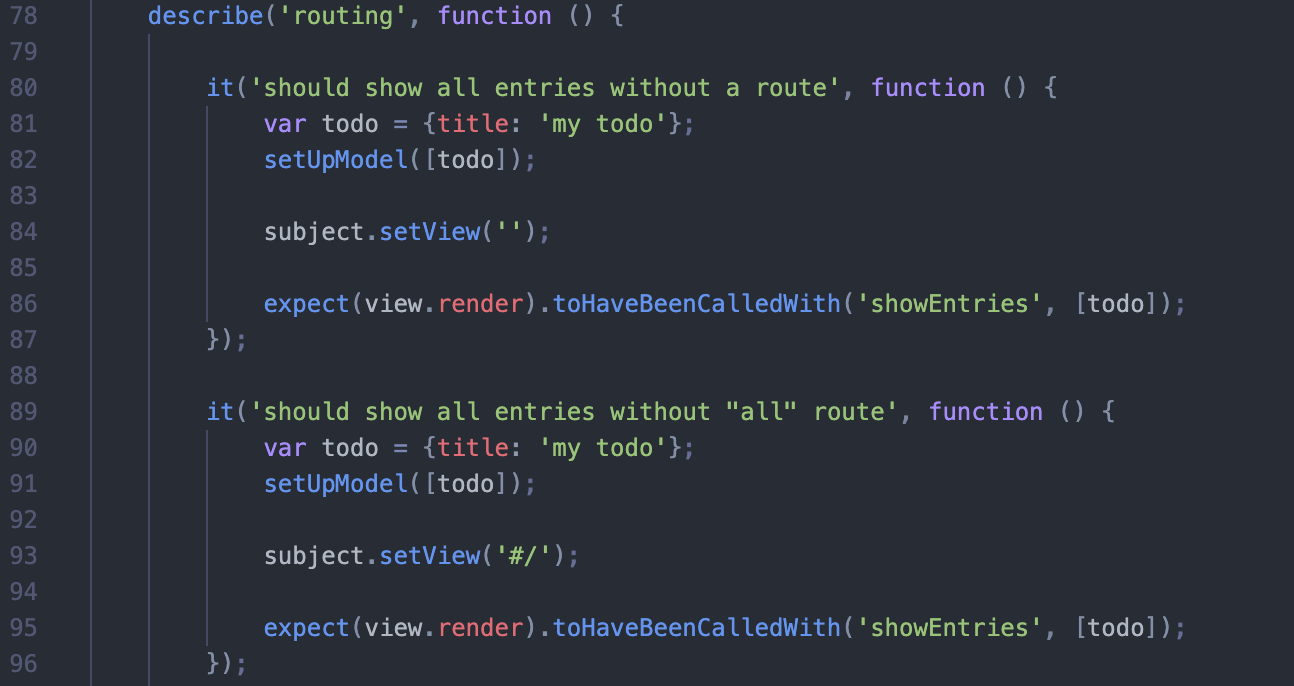 78 describe('routing', function () {
79
80 it('should show all entries without a route', function () {
81 var todo = {title: 'my todo'};
82 setUpModel([todo]);
83
84 subject.setView('');
85
86 expect(view.render).toHaveBeenCalledWith('showEntries', [todo]);
87 });
88
89 it('should show all entries without "all" route', function () {
90 var todo = {title: 'my todo'};
91 setUpModel([todo]);
92
93 subject.setView('#/');
94
95 expect(view.render).toHaveBeenCalledWith('showEntries', [todo]);
96 });